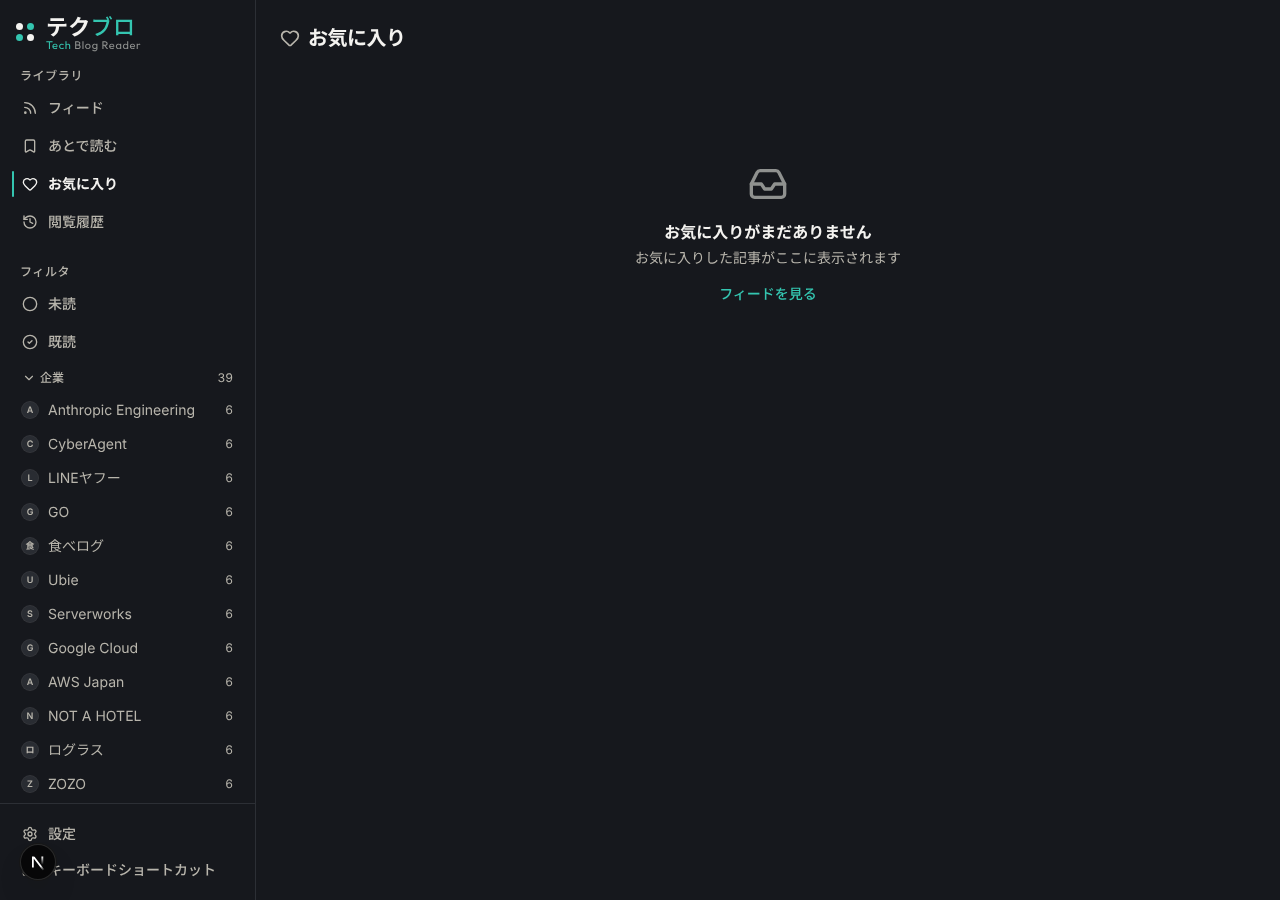 テクブロ
Tech Blog Reader
ライブラリ
フィード
あとで読む
お気に入り
閲覧履歴
フィルタ
未読
既読
企業 39
A Anthropic Engineering 6
C CyberAgent 6
L LINEヤフー 6
G GO 6
食 食べログ 6
U Ubie 6
S Serverworks 6
G Google Cloud 6
A AWS Japan 6
N NOT A HOTEL 6
ロ ログラス 6
Z ZOZO 6
設定
N キーボードショートカット
お気に入り
お気に入りがまだありません
お気に入りした記事がここに表示されます
フィードを見る